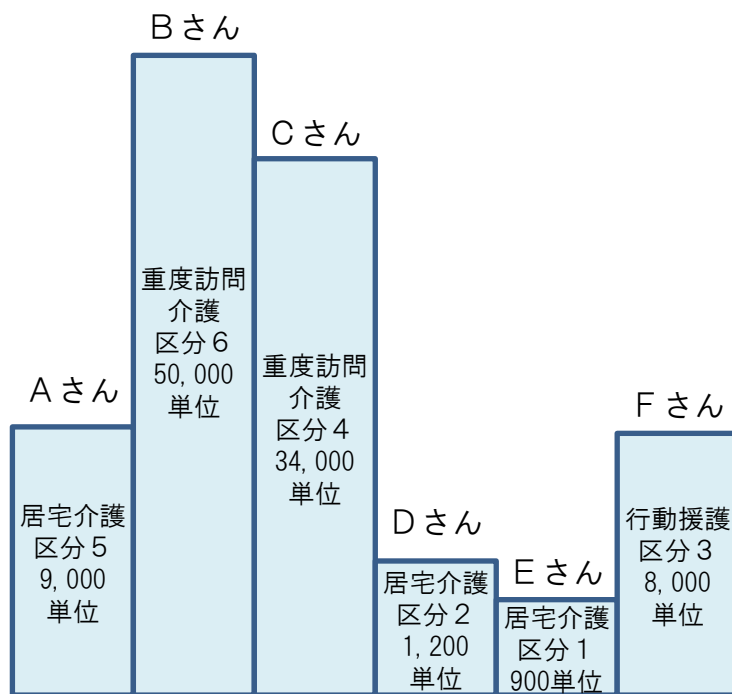 Bさん
重度訪問
介護
区分６
50,000
単位
Cさん
重度訪問
介護
区分４
34,000
単位
Aさん
居宅介護
区分５
9,000
単位
Dさん
居宅介護
区分２
1,200
単位
Eさん
居宅介護
区分１
900単位
Fさん
行動援護
区分３
8,000
単位